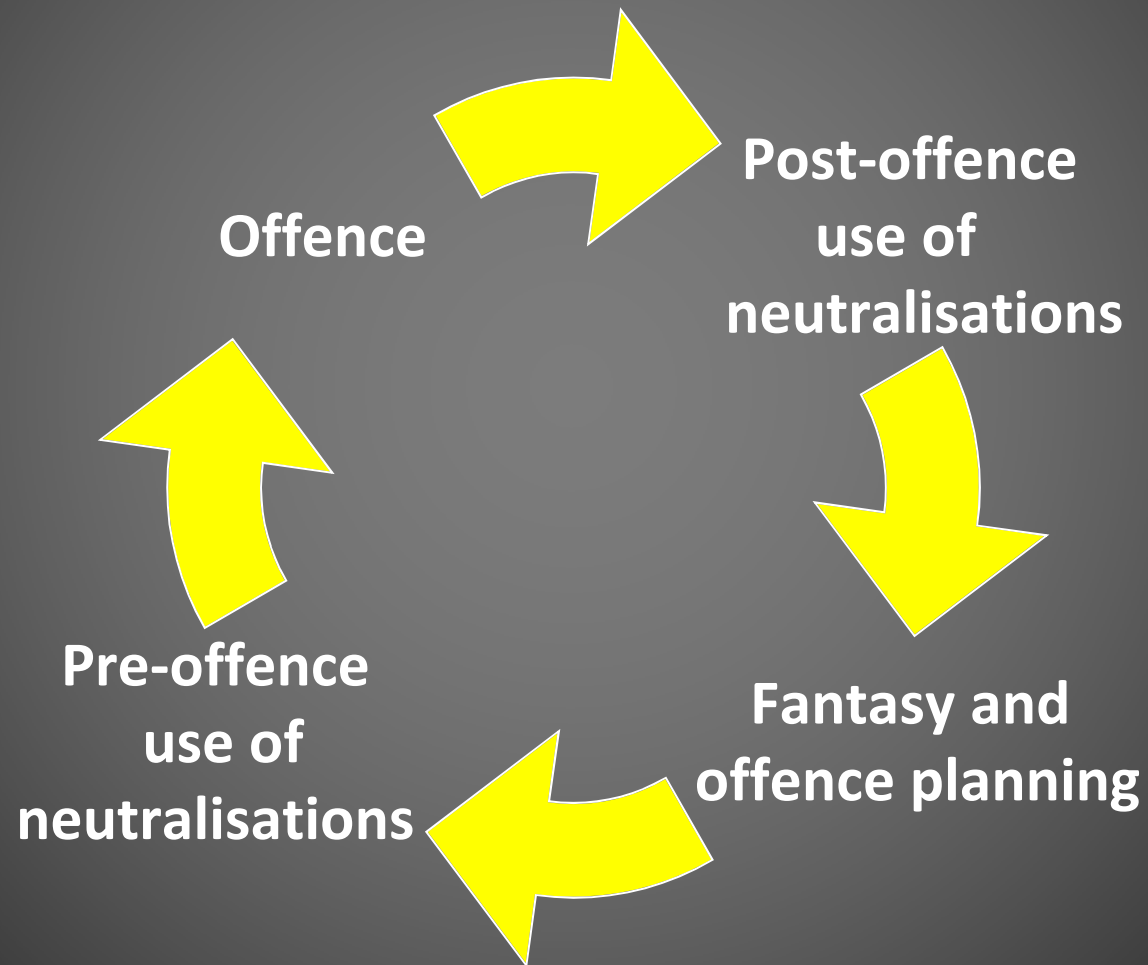 Offence
Post-offence
use of
neutralisations
Fantasy and
offence planning
Pre-offence
use of
neutralisations